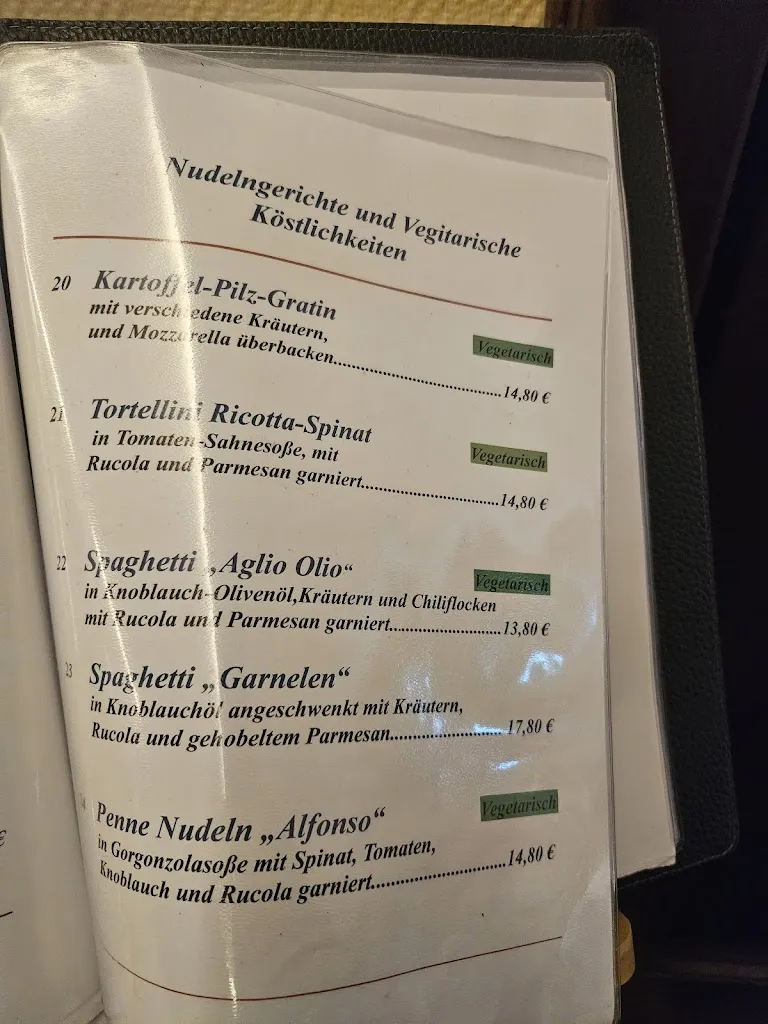 Nudelngerichte und Vegitarische
Köstlichkeiten
20 Kartoffel-Pilz-Gratin
mit verschiedene Kräutern,
Vegetarisch
und Mozzarella überbacken..........14,80 €
21 Tortellini Ricotta-Spinat
in Tomaten-Sahnesoße, mit
Vegetarisch
Rucola und Parmesan garniert..........14,80 €
22 Spaghetti „Aglio Olio“
Vegetarisch
in Knoblauch-Olivenöl,Kräutern und Chiliflocken
mit Rucola und Parmesan garniert..........13,80 €
23 Spaghetti „Garnelen“
in Knoblauchöl angeschwenkt mit Kräutern,
Rucola und gehobeltem Parmesan..........17,80 €
Penne Nudeln „Alfonso“
Vegetarisch
in Gorgonzolasoße mit Spinat, Tomaten,
Knoblauch und Rucola garniert..........14,80 €
€